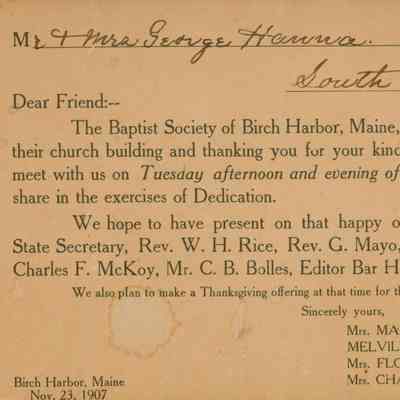 Mr & Mrs George Hanna.
South
Dear Friend:--
The Baptist Society of Birch Harbor, Maine,
their church building and thanking you for your kind
meet with us on Tuesday afternoon and evening of
share in the exercises of Dedication.
We hope to have present on that happy o
State Secretary, Rev. W. H. Rice, Rev. G. Mayo,
Charles F. McKoy, Mr. C. B. Bolles, Editor Bar H
We also plan to make a Thanksgiving offering at that time for th
Sincerely yours,
Mrs. MA
MELVIL
Mrs. FLO
Mrs. CHA
Birch Harbor, Maine
Nov. 23, 1907